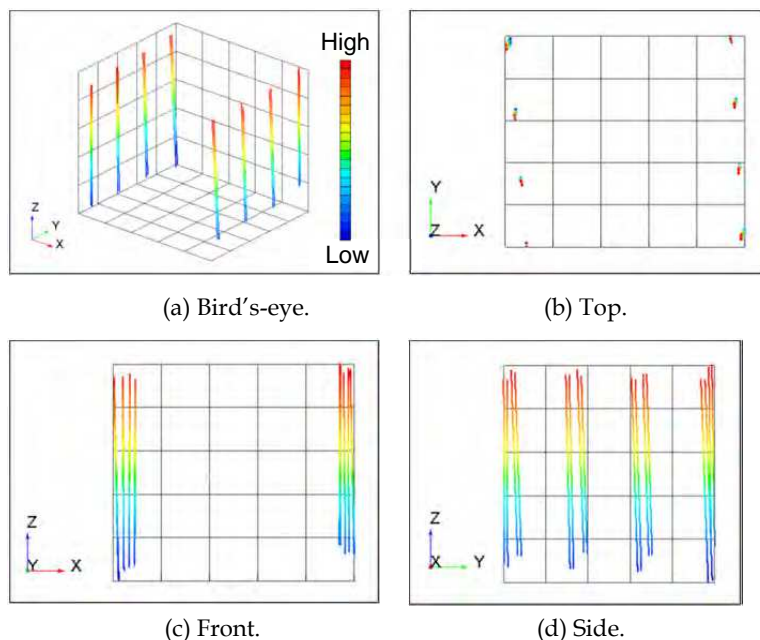 High
Low
Z
Y
X
Y
Z
X
(a) Bird’s-eye.
(b) Top.
Z
Y
X
Z
X
Y
(c) Front.
(d) Side.